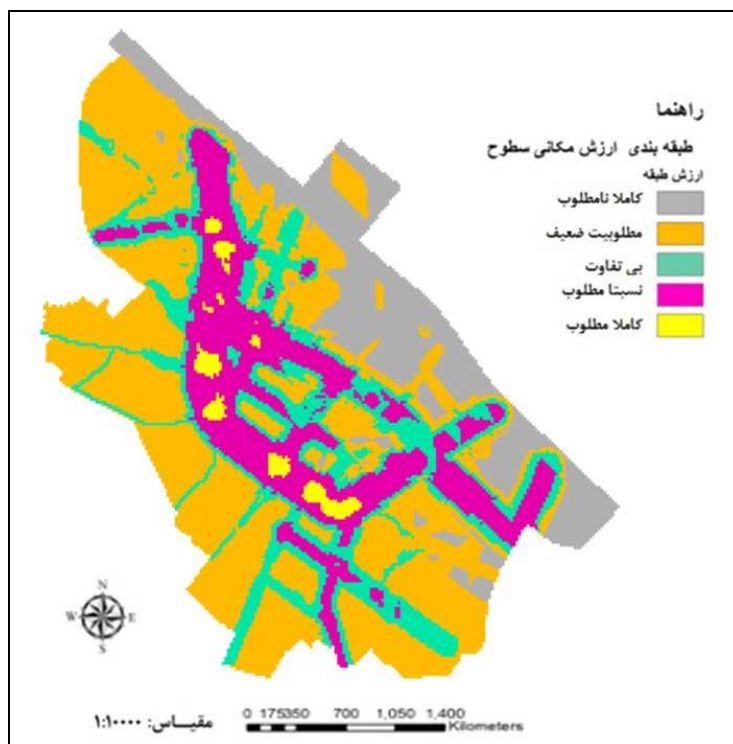 راهنما
طبقه بندی ارزش مکانی سطوح
ارزش طبقه
کاملا نامطلوب
مطلوبیت ضعیف
بی تفاوت
نسبتا مطلوب
کاملا مطلوب
N
W E
S
مقیـــاس: ۱:۱۰۰۰۰
0 175350 700 1,050 1,400
Kilometers